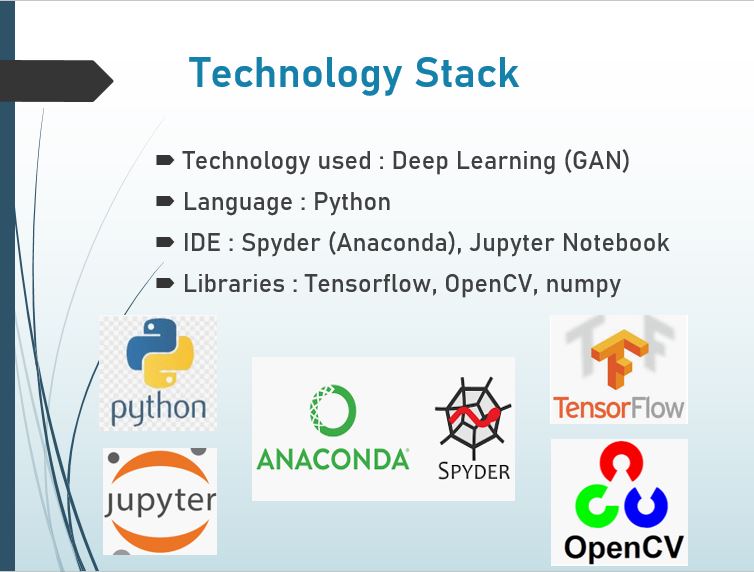 Technology Stack
Technology used : Deep Learning (GAN)
Language : Python
IDE : Spyder (Anaconda), Jupyter Notebook
Libraries : Tensorflow, OpenCV, numpy
python
jupyter
ANACONDA
SPYDER
TensorFlow
OpenCV